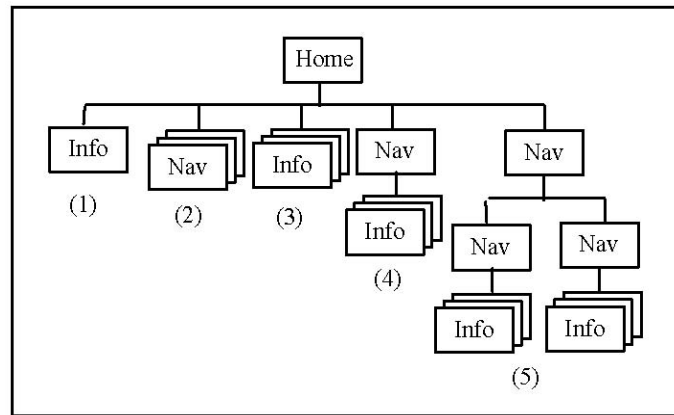 Home
Info
Nav
Info
Nav
Nav
(1)
(2)
(3)
Info
(4)
Nav
Nav
Info
Info
(5)